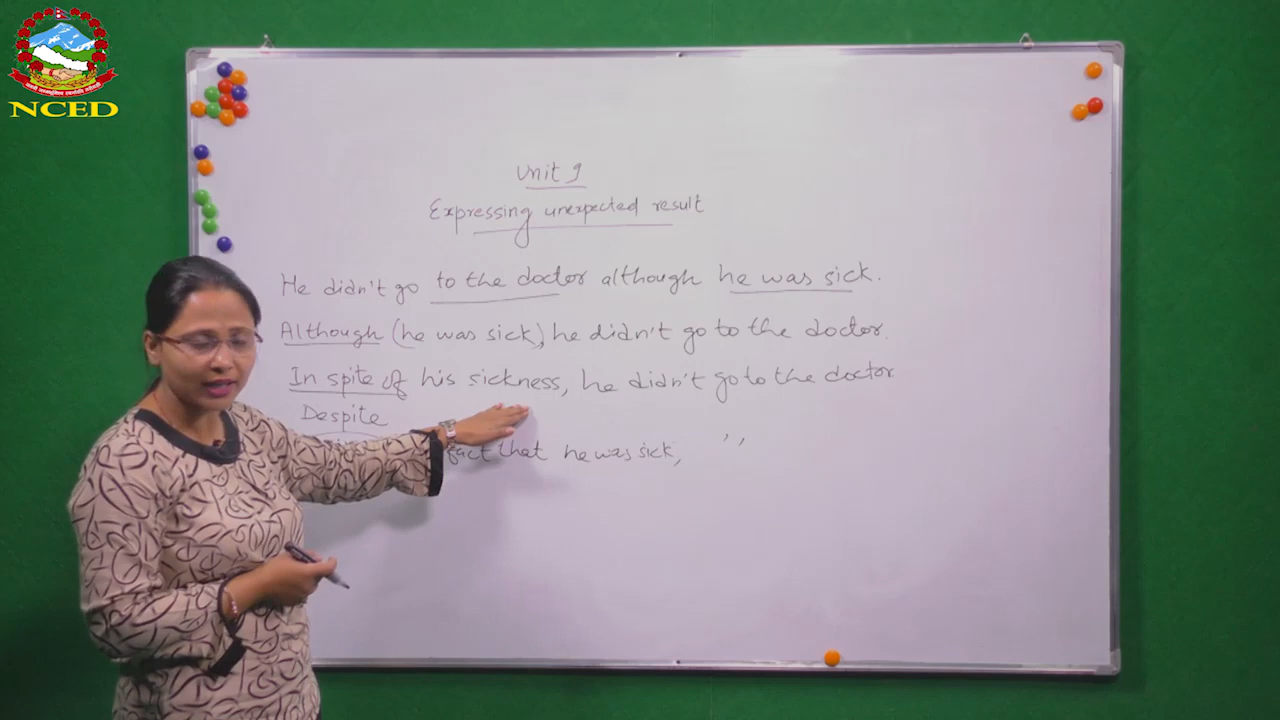 NCED
Unit 9
Expressing unexpected result
He didn't go to the doctor although he was sick.
Although (he was sick), he didn't go to the doctor.
In spite of his sickness, he didn't go to the doctor.
Despite
fact that he was sick, ''